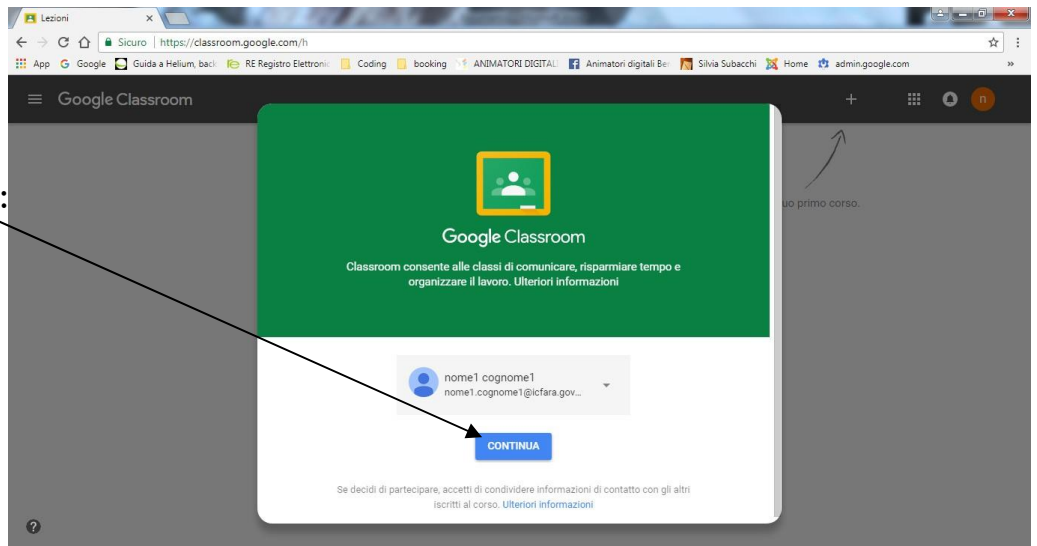 Lezioni
Sicuro | https://classroom.google.com/h
App Google Guida a Helium, back RE Registro Elettronic Coding booking ANIMATORI DIGITALI Animatori digitali Ber Silvia Subacchi Home admin.google.com »
Google Classroom + n
:
uo primo corso.
Google Classroom
Classroom consente alle classi di comunicare, risparmiare tempo e
organizzare il lavoro. Ulteriori informazioni
nome1 cognome1
nome1.cognome1@icfara.gov...
CONTINUA
Se decidi di partecipare, accetti di condividere informazioni di contatto con gli altri
iscritti al corso. Ulteriori informazioni
?